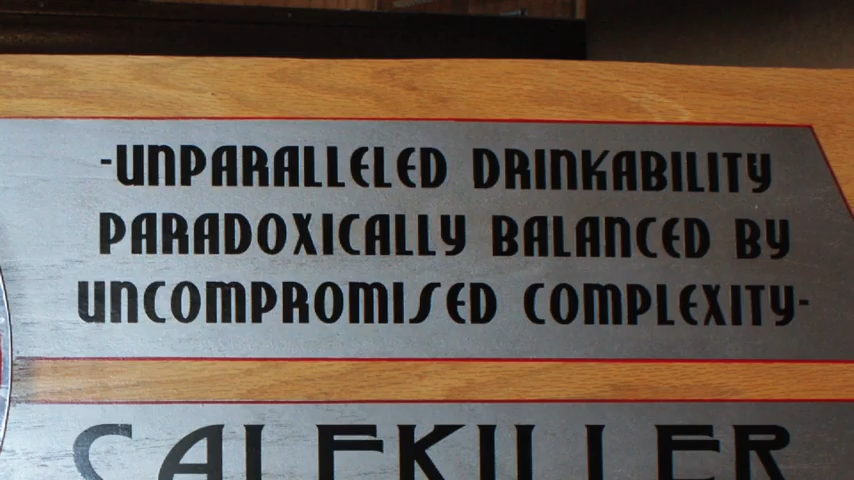 -UNPARALLELED DRINKABILITY
PARADOXICALLY BALANCED BY
UNCOMPROMISED COMPLEXITY-
CALFKILLER